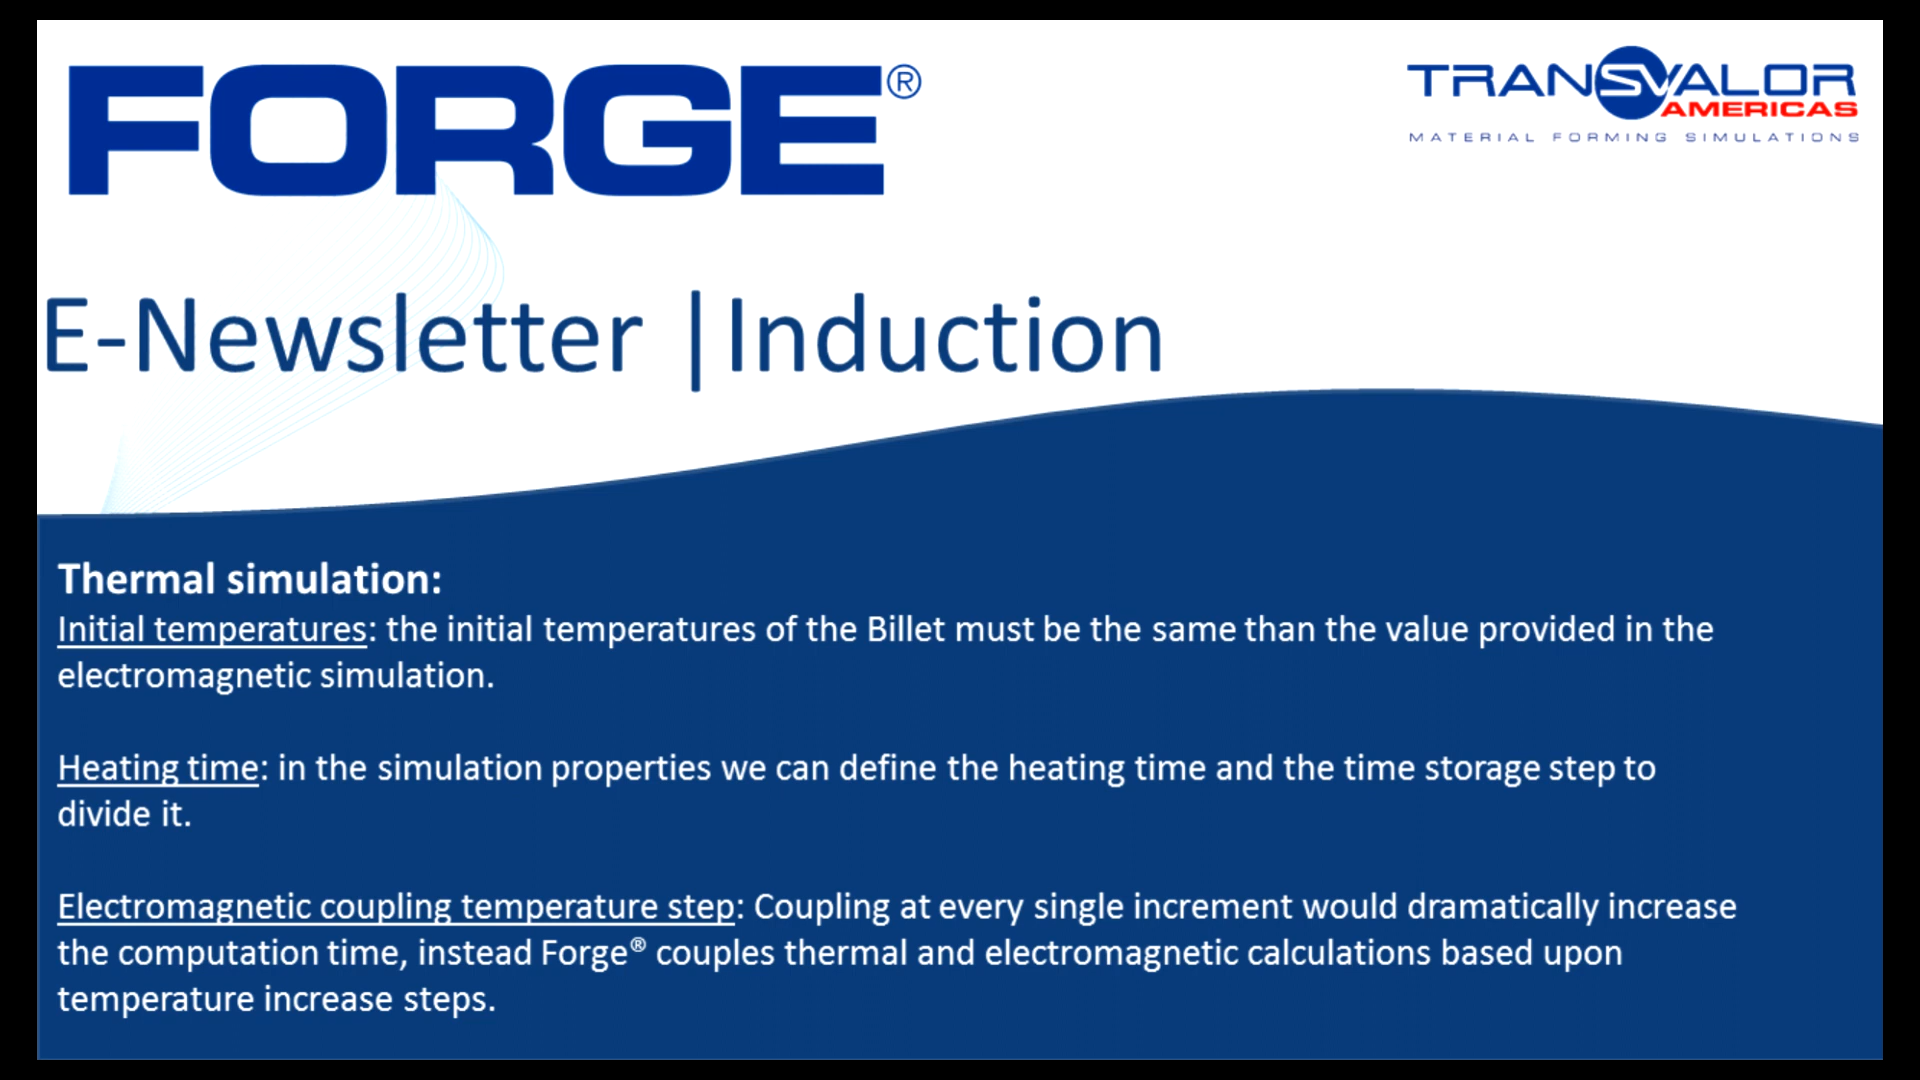 FORGE®
TRANSVALOR
AMERICAS
MATERIAL FORMING SIMULATIONS
E-Newsletter |Induction
Thermal simulation:
Initial temperatures: the initial temperatures of the Billet must be the same than the value provided in the
electromagnetic simulation.
Heating time: in the simulation properties we can define the heating time and the time storage step to
divide it.
Electromagnetic coupling temperature step: Coupling at every single increment would dramatically increase
the computation time, instead Forge® couples thermal and electromagnetic calculations based upon
temperature increase steps.